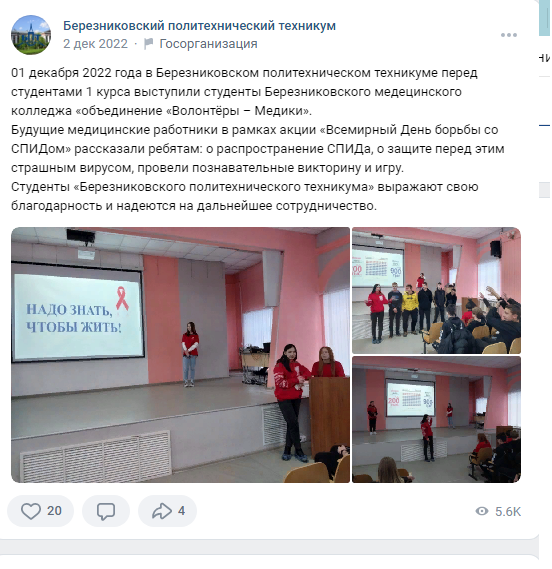 Березниковский политехнический техникум
2 дек 2022 · Госорганизация
01 декабря 2022 года в Березниковском политехническом техникуме перед
студентами 1 курса выступили студенты Березниковского медецинского
колледжа «объединение «Волонтёры – Медики».
Будущие медицинские работники в рамках акции «Всемирный День борьбы со
СПИДом» рассказали ребятам: о распространение СПИДа, о защите перед этим
страшным вирусом, провели познавательные викторину и игру.
Студенты «Березниковского политехнического техникума» выражают свою
благодарность и надеются на дальнейшее сотрудничество.
НАДО ЗНАТЬ,
ЧТОБЫ ЖИТЬ!
20
4
5.6K